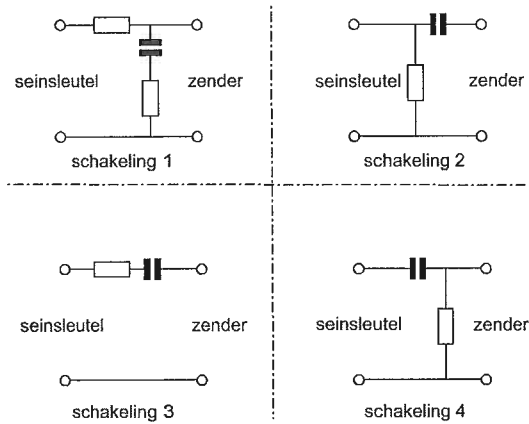 seinsleutel zender
schakeling 1
seinsleutel zender
schakeling 2
seinsleutel zender
schakeling 3
seinsleutel zender
schakeling 4